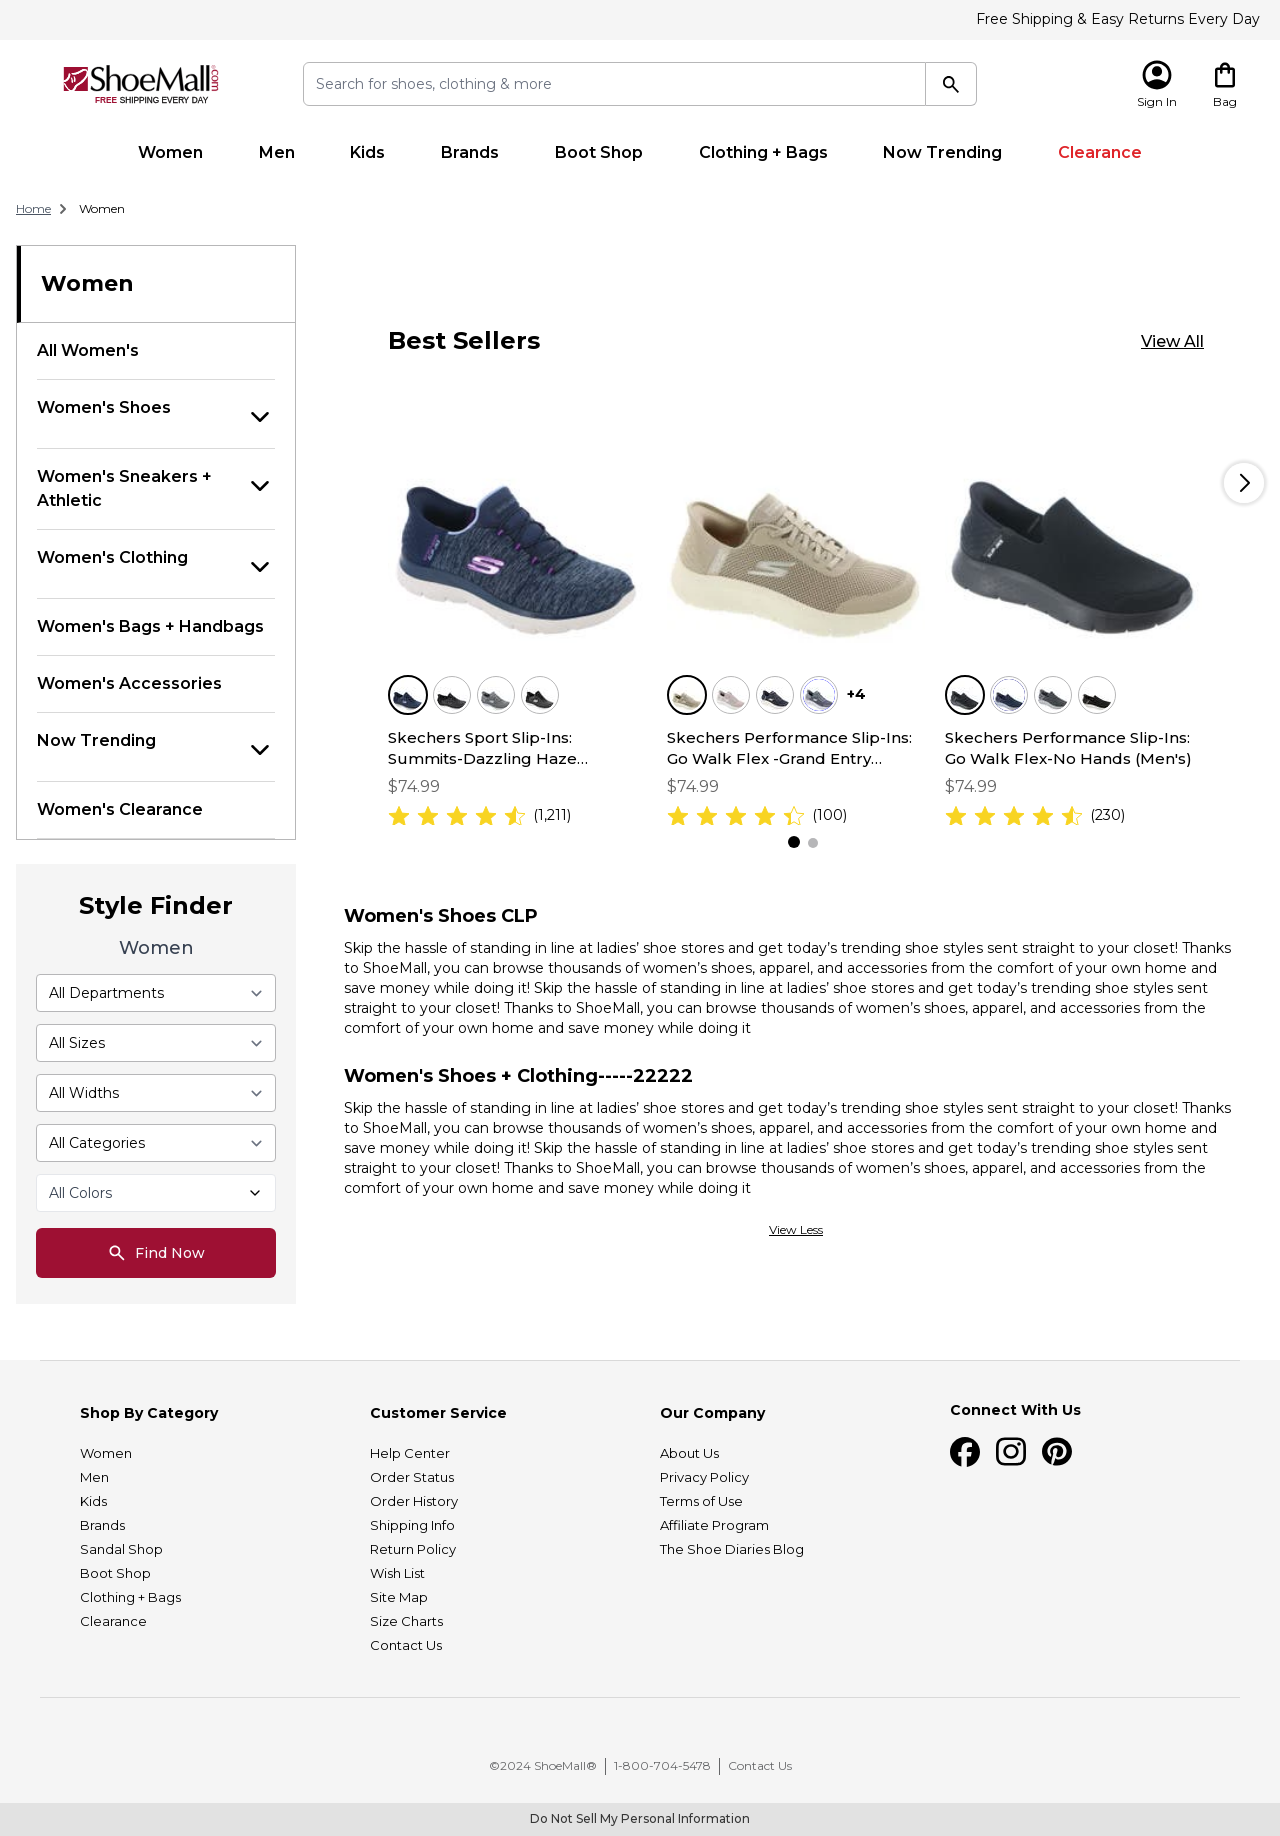 Free Shipping & Easy Returns Every Day
ShoeMall.com®
FREE SHIPPING EVERY DAY
Search for shoes, clothing & more
Sign In
Bag
Women
Men
Kids
Brands
Boot Shop
Clothing + Bags
Now Trending
Clearance
Home
Women
Women
All Women's
Women's Shoes
Women's Sneakers +
Athletic
Women's Clothing
Women's Bags + Handbags
Women's Accessories
Now Trending
Women's Clearance
Style Finder
Women
All Departments
All Sizes
All Widths
All Categories
All Colors
Find Now
Best Sellers
View All
Skechers Sport Slip-Ins:
Summits-Dazzling Haze…
$74.99
(1,211)
+4
Skechers Performance Slip-Ins:
Go Walk Flex -Grand Entry…
$74.99
(100)
Skechers Performance Slip-Ins:
Go Walk Flex-No Hands (Men's)
$74.99
(230)
Women's Shoes CLP
Skip the hassle of standing in line at ladies’ shoe stores and get today’s trending shoe styles sent straight to your closet! Thanks
to ShoeMall, you can browse thousands of women’s shoes, apparel, and accessories from the comfort of your own home and
save money while doing it! Skip the hassle of standing in line at ladies’ shoe stores and get today’s trending shoe styles sent
straight to your closet! Thanks to ShoeMall, you can browse thousands of women’s shoes, apparel, and accessories from the
comfort of your own home and save money while doing it
Women's Shoes + Clothing-----22222
Skip the hassle of standing in line at ladies’ shoe stores and get today’s trending shoe styles sent straight to your closet! Thanks
to ShoeMall, you can browse thousands of women’s shoes, apparel, and accessories from the comfort of your own home and
save money while doing it! Skip the hassle of standing in line at ladies’ shoe stores and get today’s trending shoe styles sent
straight to your closet! Thanks to ShoeMall, you can browse thousands of women’s shoes, apparel, and accessories from the
comfort of your own home and save money while doing it
View Less
Shop By Category
Women
Men
Kids
Brands
Sandal Shop
Boot Shop
Clothing + Bags
Clearance
Customer Service
Help Center
Order Status
Order History
Shipping Info
Return Policy
Wish List
Site Map
Size Charts
Contact Us
Our Company
About Us
Privacy Policy
Terms of Use
Affiliate Program
The Shoe Diaries Blog
Connect With Us
©2024 ShoeMall®
1-800-704-5478
Contact Us
Do Not Sell My Personal Information